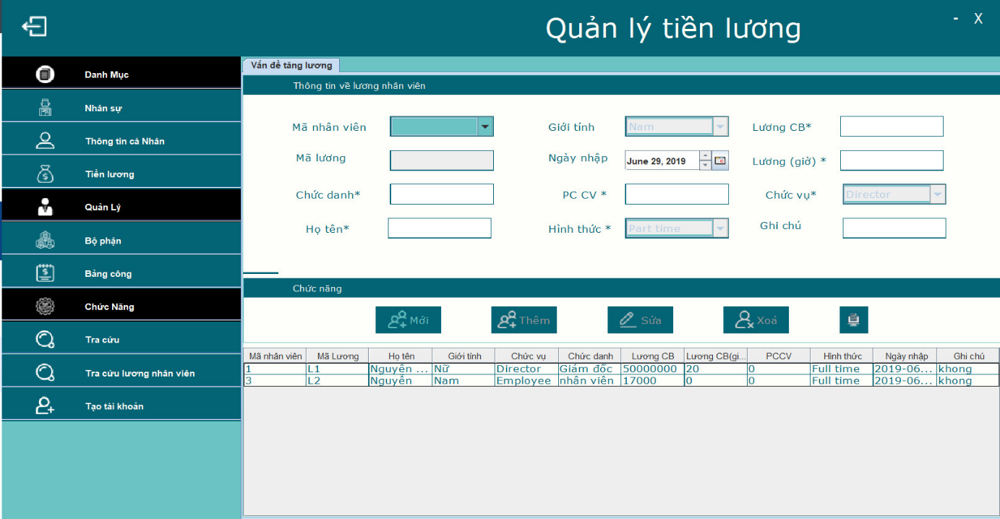 Quản lý tiền lương
- X
Danh Mục
Nhân sự
Thông tin cá Nhân
Tiền lương
Quản Lý
Bộ phận
Bảng công
Chức Năng
Tra cứu
Tra cứu lương nhân viên
Tạo tài khoản
Vấn đề tăng lương
Thông tin về lương nhân viên
Mã nhân viên Giới tính Nam Lương CB*
Mã lương Ngày nhập June 29, 2019 Lương (giờ) *
Chức danh* PC CV * Chức vụ* Director
Họ tên* Hình thức * Part time Ghi chú
Chức năng
Mới Thêm Sửa Xoá
Mã nhân viên Mã Lương Họ tên Giới tính Chức vụ Chức danh Lương CB Lương CB(gi... PCCV Hình thức Ngày nhập Ghi chú
1 L1 Nguyễn ... Nữ Director Giám đốc 50000000 20 0 Full time 2019-06... khong
3 L2 Nguyễn Nam Employee nhân viên 17000 0 0 Full time 2019-06... khong